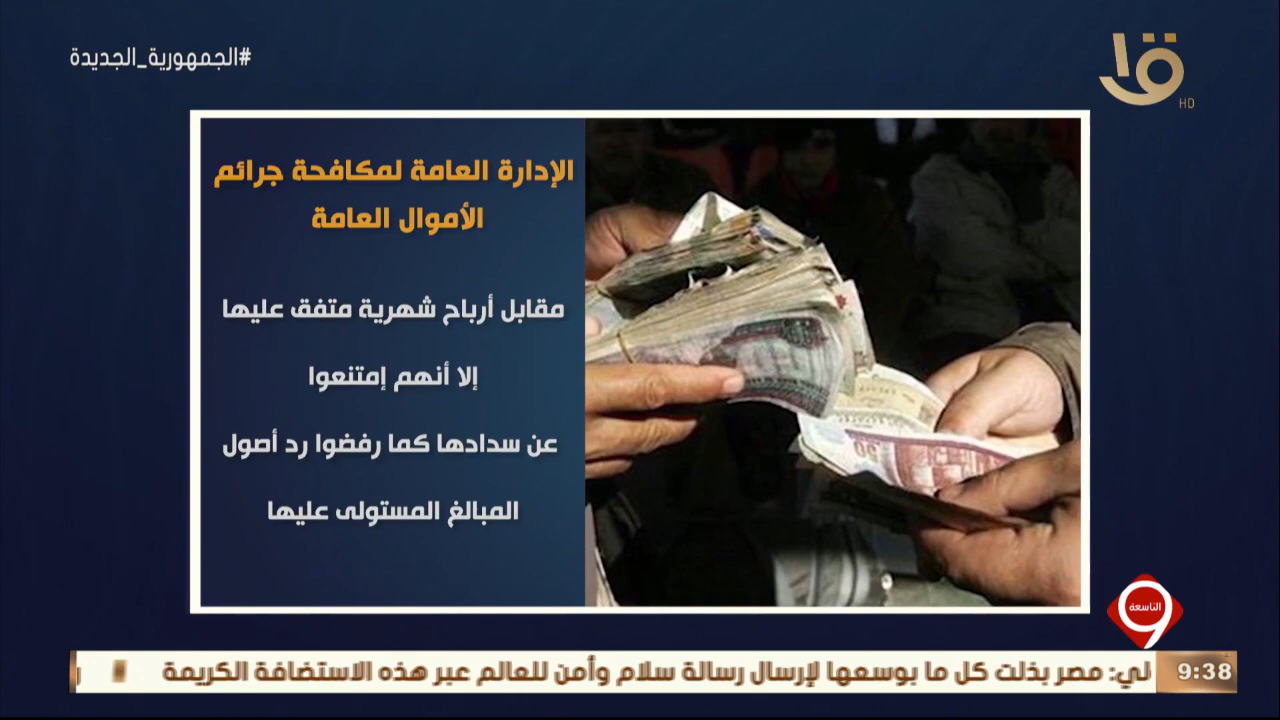 #الجمهورية_الجديدة
HD
الإدارة العامة لمكافحة جرائم
الأموال العامة
مقابل أرباح شهرية متفق عليها
إلا أنهم إمتنعوا
عن سدادها كما رفضوا رد أصول
المبالغ المستولى عليها
التاسعة
9
9:38
لي: مصر بذلت كل ما بوسعها لإرسال رسالة سلام وأمن للعالم عبر هذه الاستضافة الكريمة